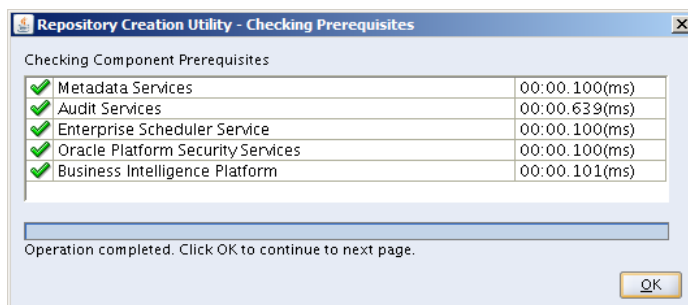 Repository Creation Utility - Checking Prerequisites
Checking Component Prerequisites
Metadata Services 00:00.100(ms)
Audit Services 00:00.639(ms)
Enterprise Scheduler Service 00:00.100(ms)
Oracle Platform Security Services 00:00.100(ms)
Business Intelligence Platform 00:00.101(ms)
Operation completed. Click OK to continue to next page.
OK